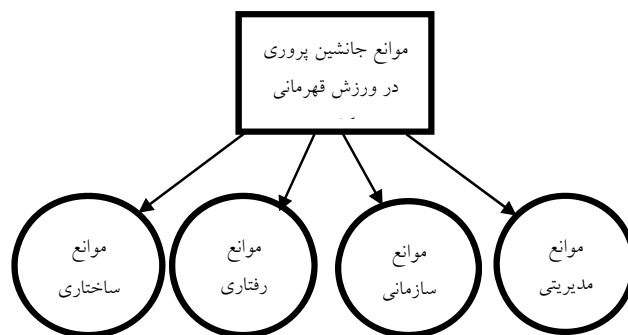 موانع جانشین پروری
در ورزش قهرمانی
موانع
مدیریتی
موانع
سازمانی
موانع
رفتاری
موانع
ساختاری